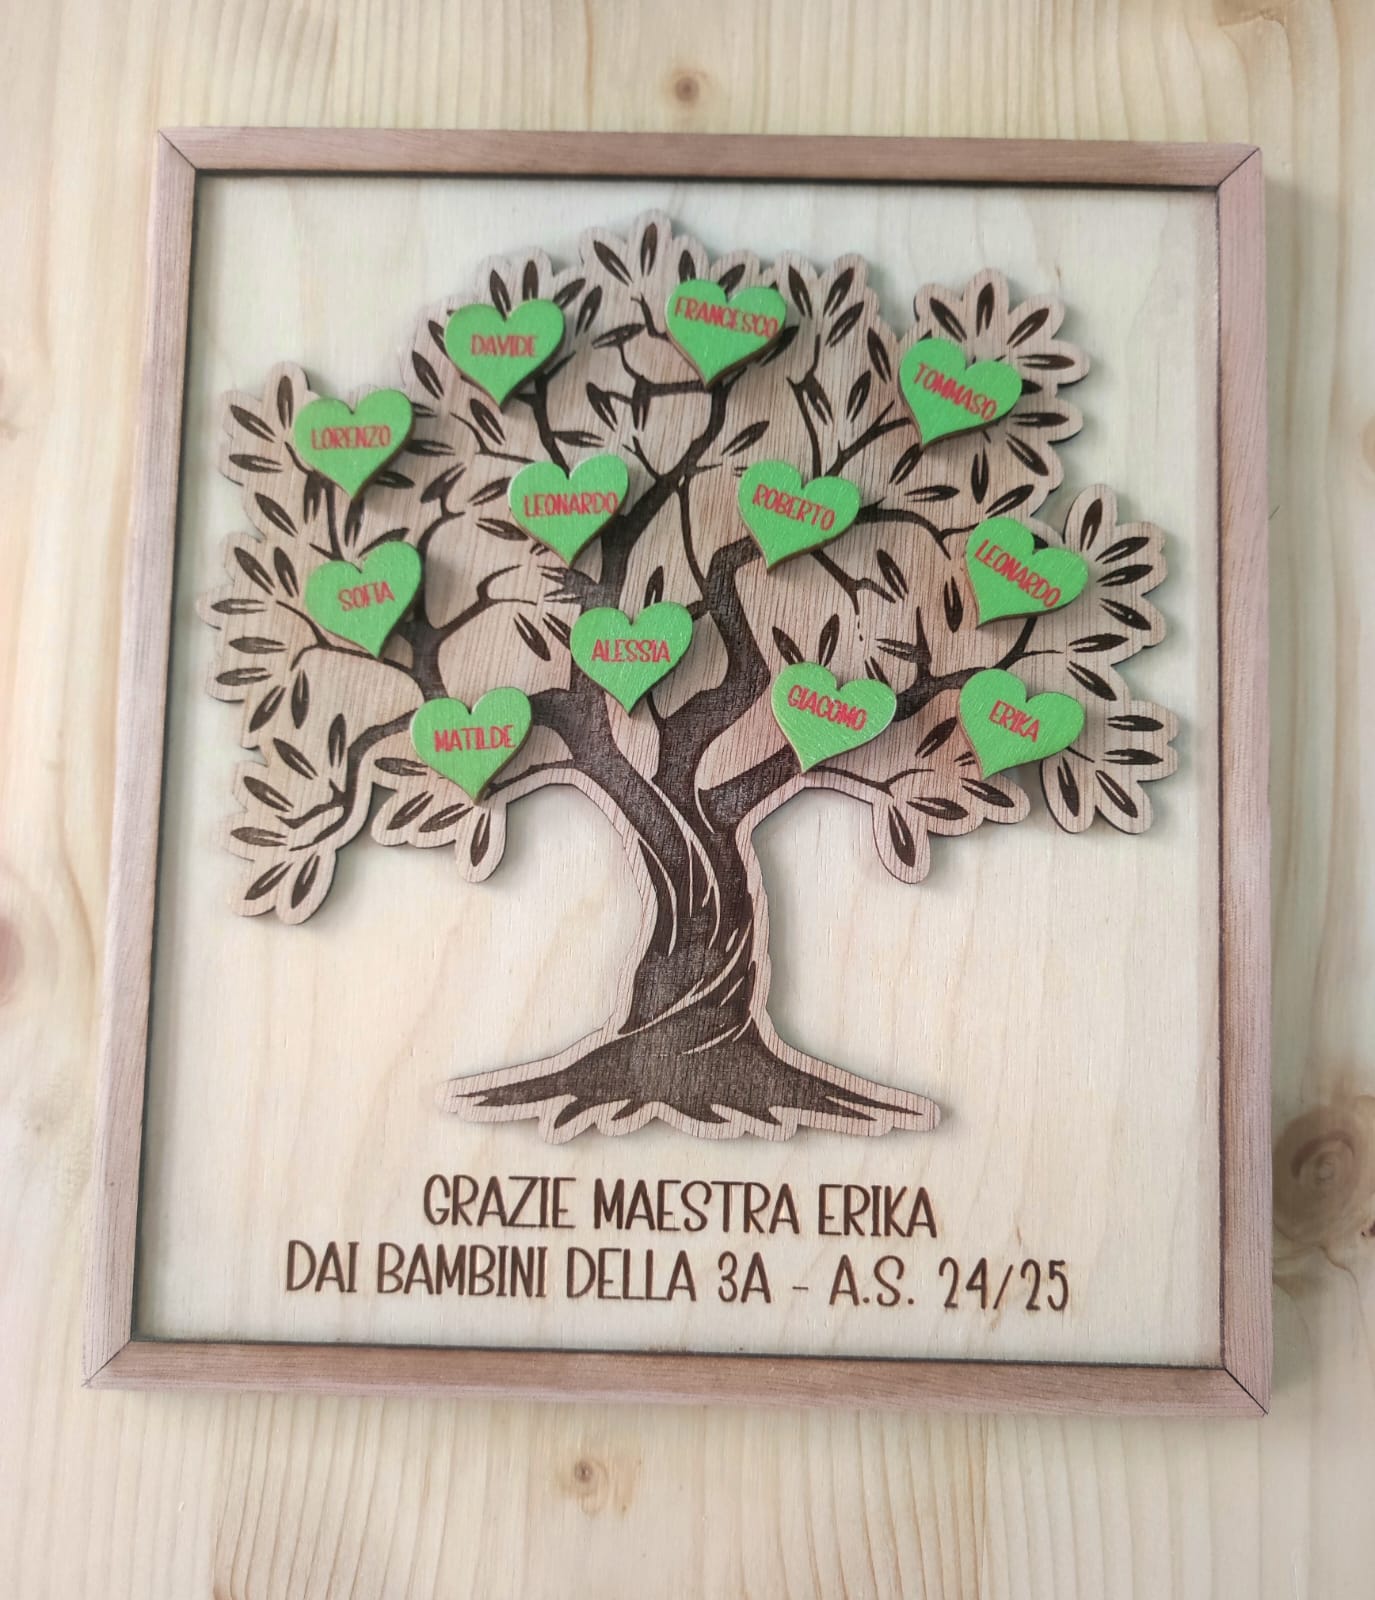 FRANCESCO
DAVIDE
TOMMASO
LORENZO
LEONARDO
ROBERTO
LEONARDO
SOFIA
ALESSIA
GIACOMO
ERIKA
MATILDE
GRAZIE MAESTRA ERIKA
DAI BAMBINI DELLA 3A - A.S. 24/25